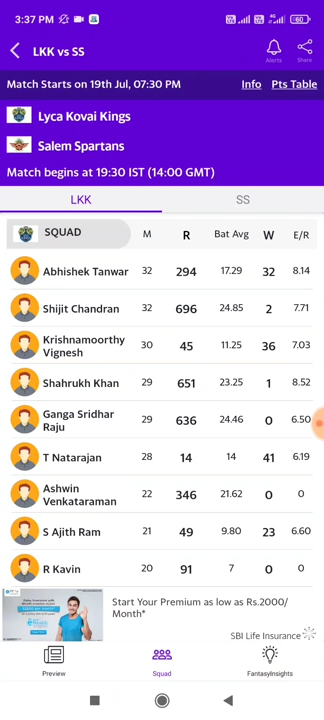 3:37 PM
60
LKK vs SS
Alerts
Share
Match Starts on 19th Jul, 07:30 PM Info Pts Table
Lyca Kovai Kings
Salem Spartans
Match begins at 19:30 IST (14:00 GMT)
LKK SS
SQUAD M R Bat Avg W E/R
Abhishek Tanwar 32 294 17.29 32 8.14
Shijit Chandran 32 696 24.85 2 7.71
Krishnamoorthy
Vignesh 30 45 11.25 36 7.03
Shahrukh Khan 29 651 23.25 1 8.52
Ganga Sridhar
Raju 29 636 24.46 0 6.50
T Natarajan 28 14 14 41 6.19
Ashwin
Venkataraman 22 346 21.62 0 0
S Ajith Ram 21 49 9.80 23 6.60
R Kavin 20 91 7 0 0
Start Your Premium as low as Rs.2000/
Month*
SBI Life Insurance
Preview Squad FantasyInsights